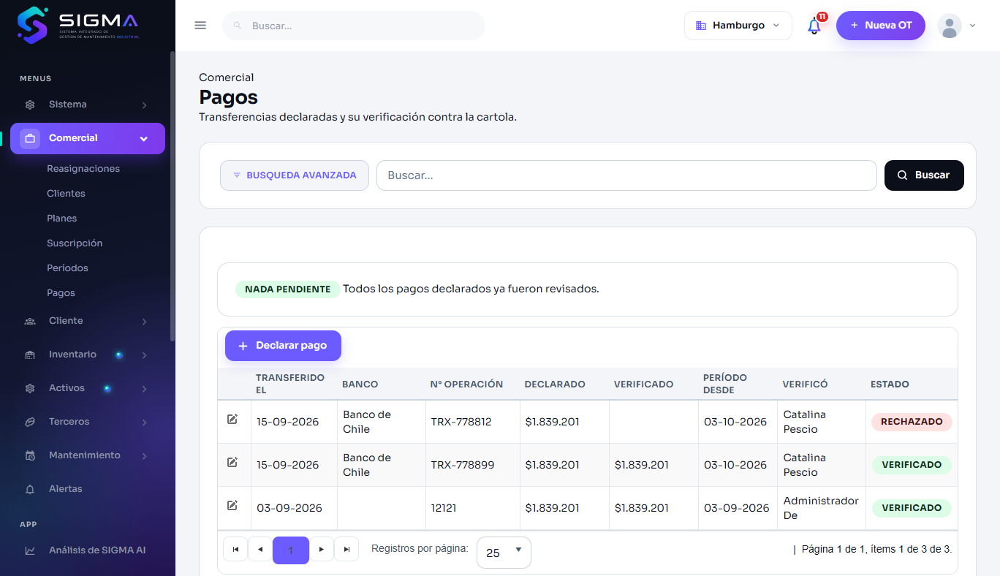 SIGMA
SISTEMA INTEGRADO DE
GESTION DE MANTENIMIENTO INDUSTRIAL
Buscar...
Hamburgo
11
+ Nueva OT
MENUS
Sistema
Comercial
Reasignaciones
Clientes
Planes
Suscripción
Períodos
Pagos
Cliente
Inventario
Activos
Terceros
Mantenimiento
Alertas
APP
Análisis de SIGMA AI
Comercial
Pagos
Transferencias declaradas y su verificación contra la cartola.
BUSQUEDA AVANZADA
Buscar...
Buscar
NADA PENDIENTE Todos los pagos declarados ya fueron revisados.
+ Declarar pago
TRANSFERIDO EL BANCO N° OPERACIÓN DECLARADO VERIFICADO PERÍODO DESDE VERIFICÓ ESTADO
15-09-2026 Banco de Chile TRX-778812 $1.839.201 03-10-2026 Catalina Pescio RECHAZADO
15-09-2026 Banco de Chile TRX-778899 $1.839.201 $1.839.201 03-10-2026 Catalina Pescio VERIFICADO
03-09-2026 12121 $1.839.201 $1.839.201 03-09-2026 Administrador De VERIFICADO
1 Registros por página: 25 | Página 1 de 1, ítems 1 de 3 de 3.